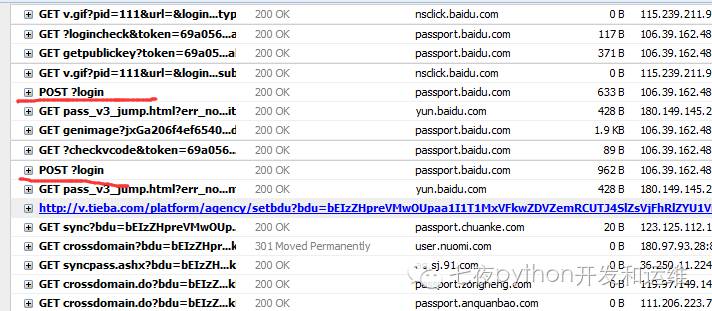 GET v.gif?pid=111&url=&login...typ 200 OK nsclick.baidu.com 0 B 115.239.211.9
GET ?logincheck&token=69a056...a 200 OK passport.baidu.com 117 B 106.39.162.48
GET getpublickey?token=69a05...a 200 OK passport.baidu.com 371 B 106.39.162.48
GET v.gif?pid=111&url=&login...sub 200 OK nsclick.baidu.com 0 B 115.239.211.9
POST ?login 200 OK passport.baidu.com 633 B 106.39.162.48
GET pass_v3_jump.html?err_no...it 200 OK yun.baidu.com 428 B 180.149.145.2
GET genimage?jxGa206f4ef6540...d 200 OK passport.baidu.com 1.9 KB 106.39.162.48
GET ?checkvcode&token=69a056...a 200 OK passport.baidu.com 89 B 106.39.162.48
POST ?login 200 OK passport.baidu.com 962 B 106.39.162.48
GET pass_v3_jump.html?err_no...m 200 OK yun.baidu.com 428 B 180.149.145.2
GET sync?bdu=bEIzZHpreVMwOUp... 200 OK passport.chuanke.com 20 B 123.125.112.1
GET crossdomain?bdu=bEIzZHpr...k 301 Moved Permanently user.nuomi.com 0 B 180.97.93.28:8
GET syncpass.ashx?bdu=bEIzZH...k 200 OK sj.91.com
GET crossdomain.do?bdu=bEIzZ...k 200 OK passport.zongheng.com
七夜python开发和运维
GET crossdomain.do?bdu=bEIzZ...k 200 OK passport.anquanbao.com 0 B 111.206.223.7